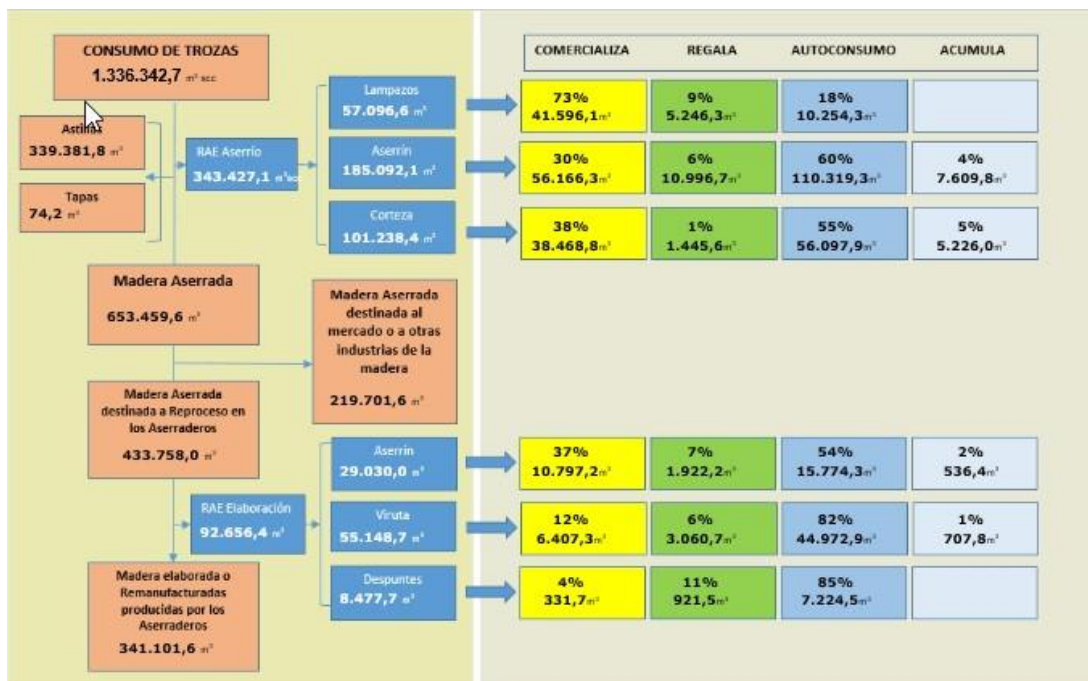 CONSUMO DE TROZAS
1.336.342,7 m³ scc
Astillas
339.381,8 m³
Tapas
74,2 m³
RAE Aserrío
343.427,1 m³scc
Lampazos
57.096,6 m³
Aserrín
185.092,1 m³
Corteza
101.238,4 m³
Madera Aserrada
653.459,6 m³
Madera Aserrada
destinada al
mercado o a otras
industrias de la
madera
219.701,6 m³
Madera Aserrada
destinada a Reproceso en
los Aserraderos
433.758,0 m³
RAE Elaboración
92.656,4 m³
Aserrín
29.030,0 m³
Viruta
55.148,7 m³
Despuntes
8.477,7 m³
Madera elaborada o
Remanufacturadas
producidas por los
Aserraderos
341.101,6 m³
COMERCIALIZA REGALA AUTOCONSUMO ACUMULA
73% 9% 18%
41.596,1m³ 5.246,3m³ 10.254,3m³
30% 6% 60% 4%
56.166,3m³ 10.996,7m³ 110.319,3m³ 7.609,8m³
38% 1% 55% 5%
38.468,8m³ 1.445,6m³ 56.097,9m³ 5.226,0m³
37% 7% 54% 2%
10.797,2m³ 1.922,2m³ 15.774,3m³ 536,4m³
12% 6% 82% 1%
6.407,3m³ 3.060,7m³ 44.972,9m³ 707,8m³
4% 11% 85%
331,7m³ 921,5m³ 7.224,5m³